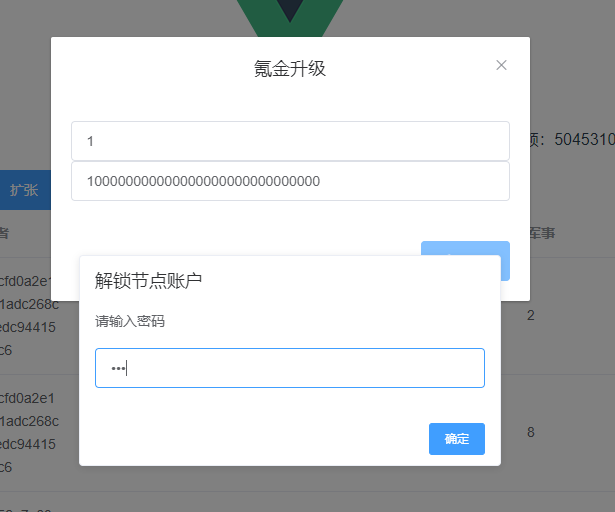 氪金升级
1
100000000000000000000000000000
5045310
扩张
者
军事
cfd0a2e1
1adc268c
edc94415
c6
2
解锁节点账户
请输入密码
•••
确定
cfd0a2e1
1adc268c
edc94415
c6
8